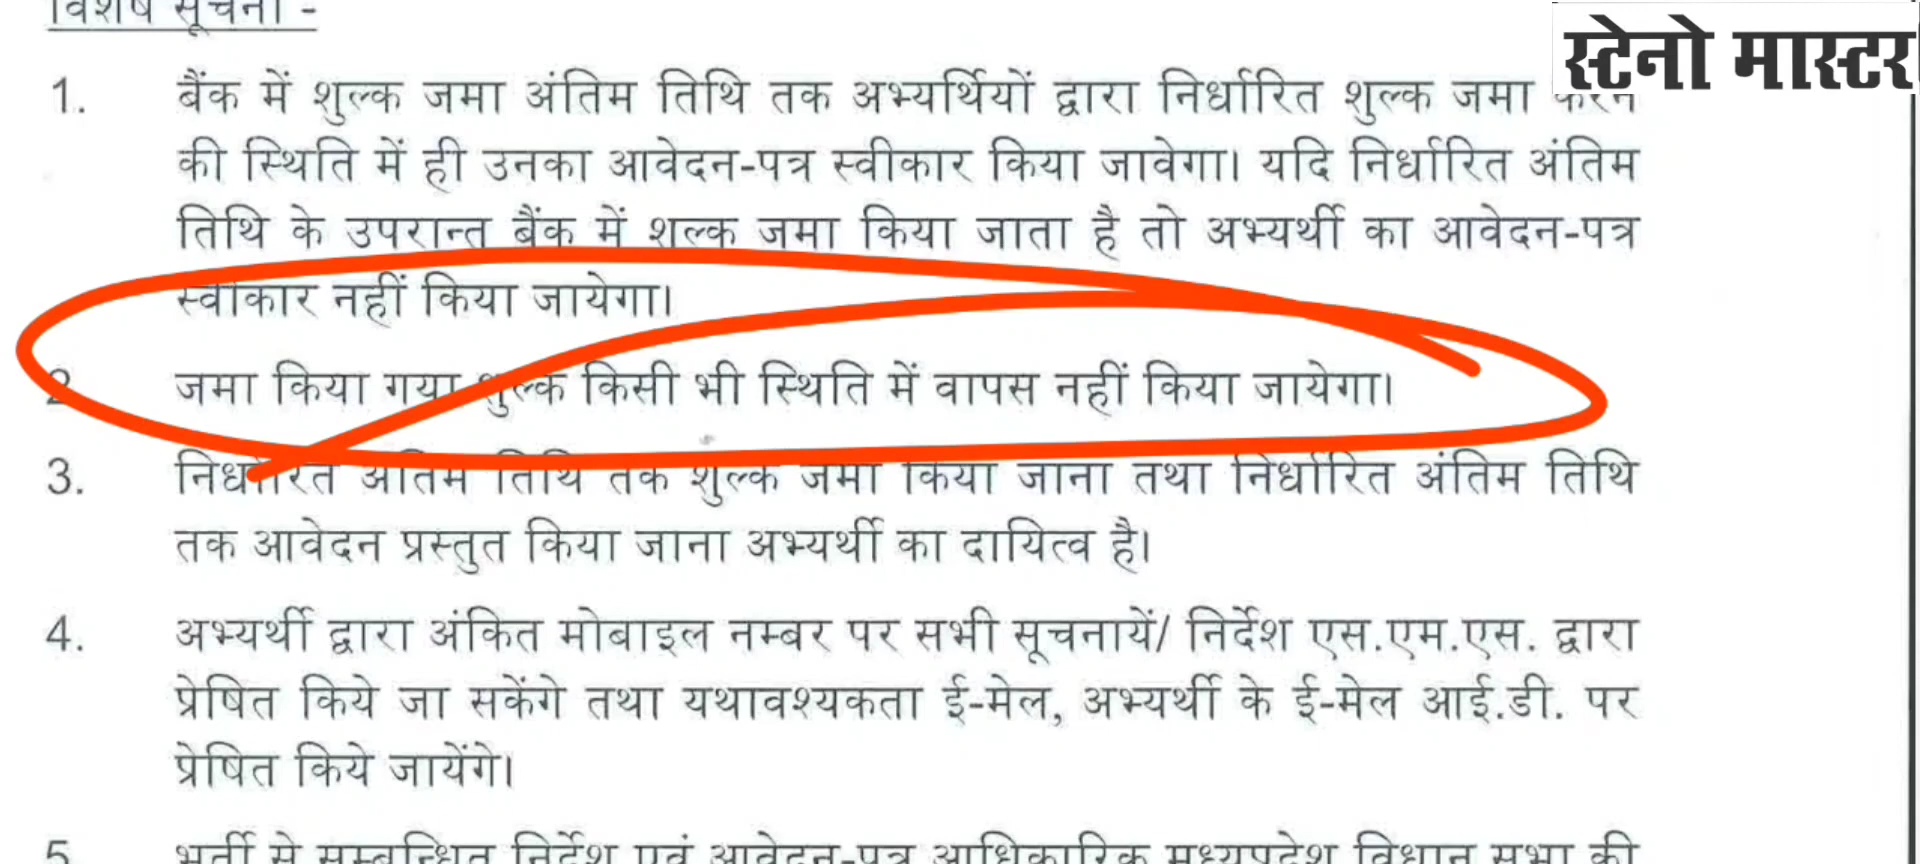 विशेष सूचना -
स्टेनो मास्टर
1. बैंक में शुल्क जमा अंतिम तिथि तक अभ्यर्थियों द्वारा निर्धारित शुल्क जमा करने
की स्थिति में ही उनका आवेदन-पत्र स्वीकार किया जावेगा। यदि निर्धारित अंतिम
तिथि के उपरान्त बैंक में शुल्क जमा किया जाता है तो अभ्यर्थी का आवेदन-पत्र
स्वीकार नहीं किया जायेगा।
2. जमा किया गया शुल्क किसी भी स्थिति में वापस नहीं किया जायेगा।
3. निर्धारित अंतिम तिथि तक शुल्क जमा किया जाना तथा निर्धारित अंतिम तिथि
तक आवेदन प्रस्तुत किया जाना अभ्यर्थी का दायित्व है।
4. अभ्यर्थी द्वारा अंकित मोबाइल नम्बर पर सभी सूचनायें/ निर्देश एस.एम.एस. द्वारा
प्रेषित किये जा सकेंगे तथा यथावश्यकता ई-मेल, अभ्यर्थी के ई-मेल आई.डी. पर
प्रेषित किये जायेंगे।
5. भर्ती से सम्बन्धित निर्देश एवं आवेदन-पत्र आधिकारिक मध्यप्रदेश विधान सभा की